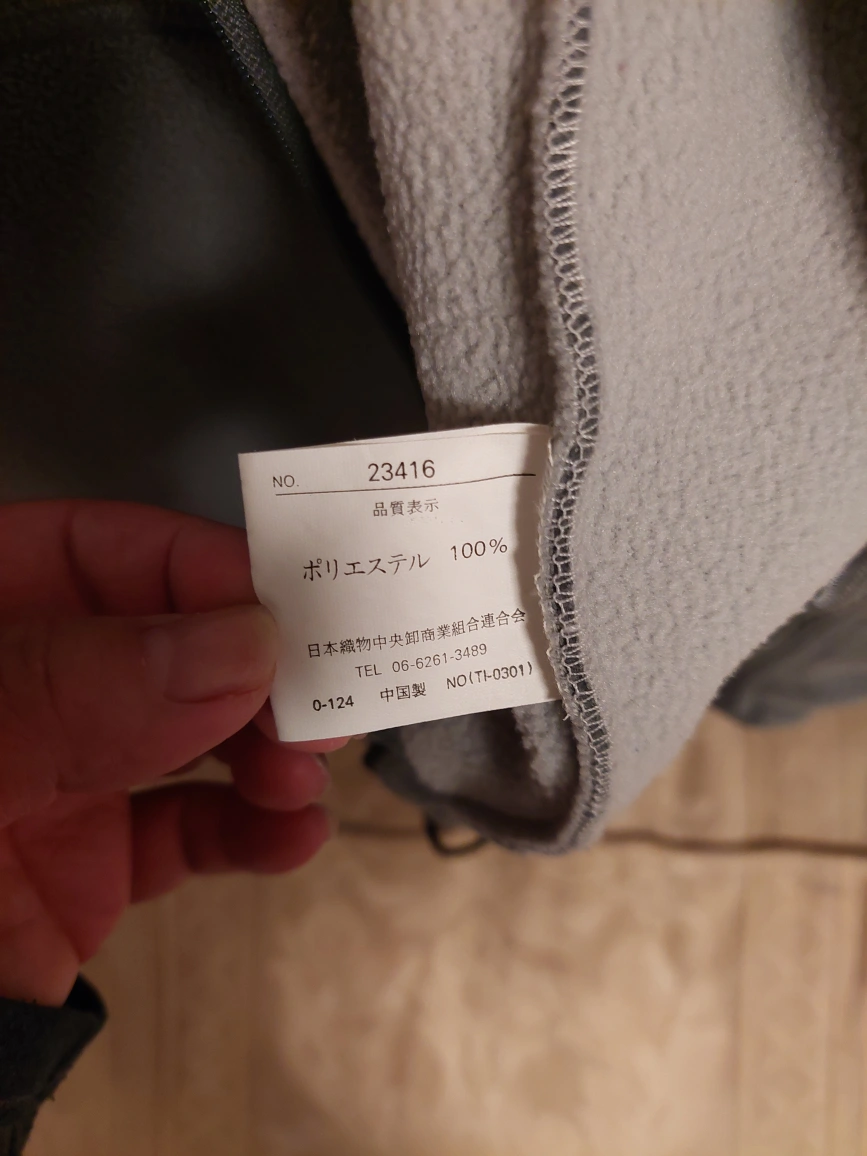 NO. 23416
品質表示
ポリエステル 100%
日本織物中央卸商業組合連合会
TEL 06-6261-3489
0-124 中国製 NO(TI-0301)